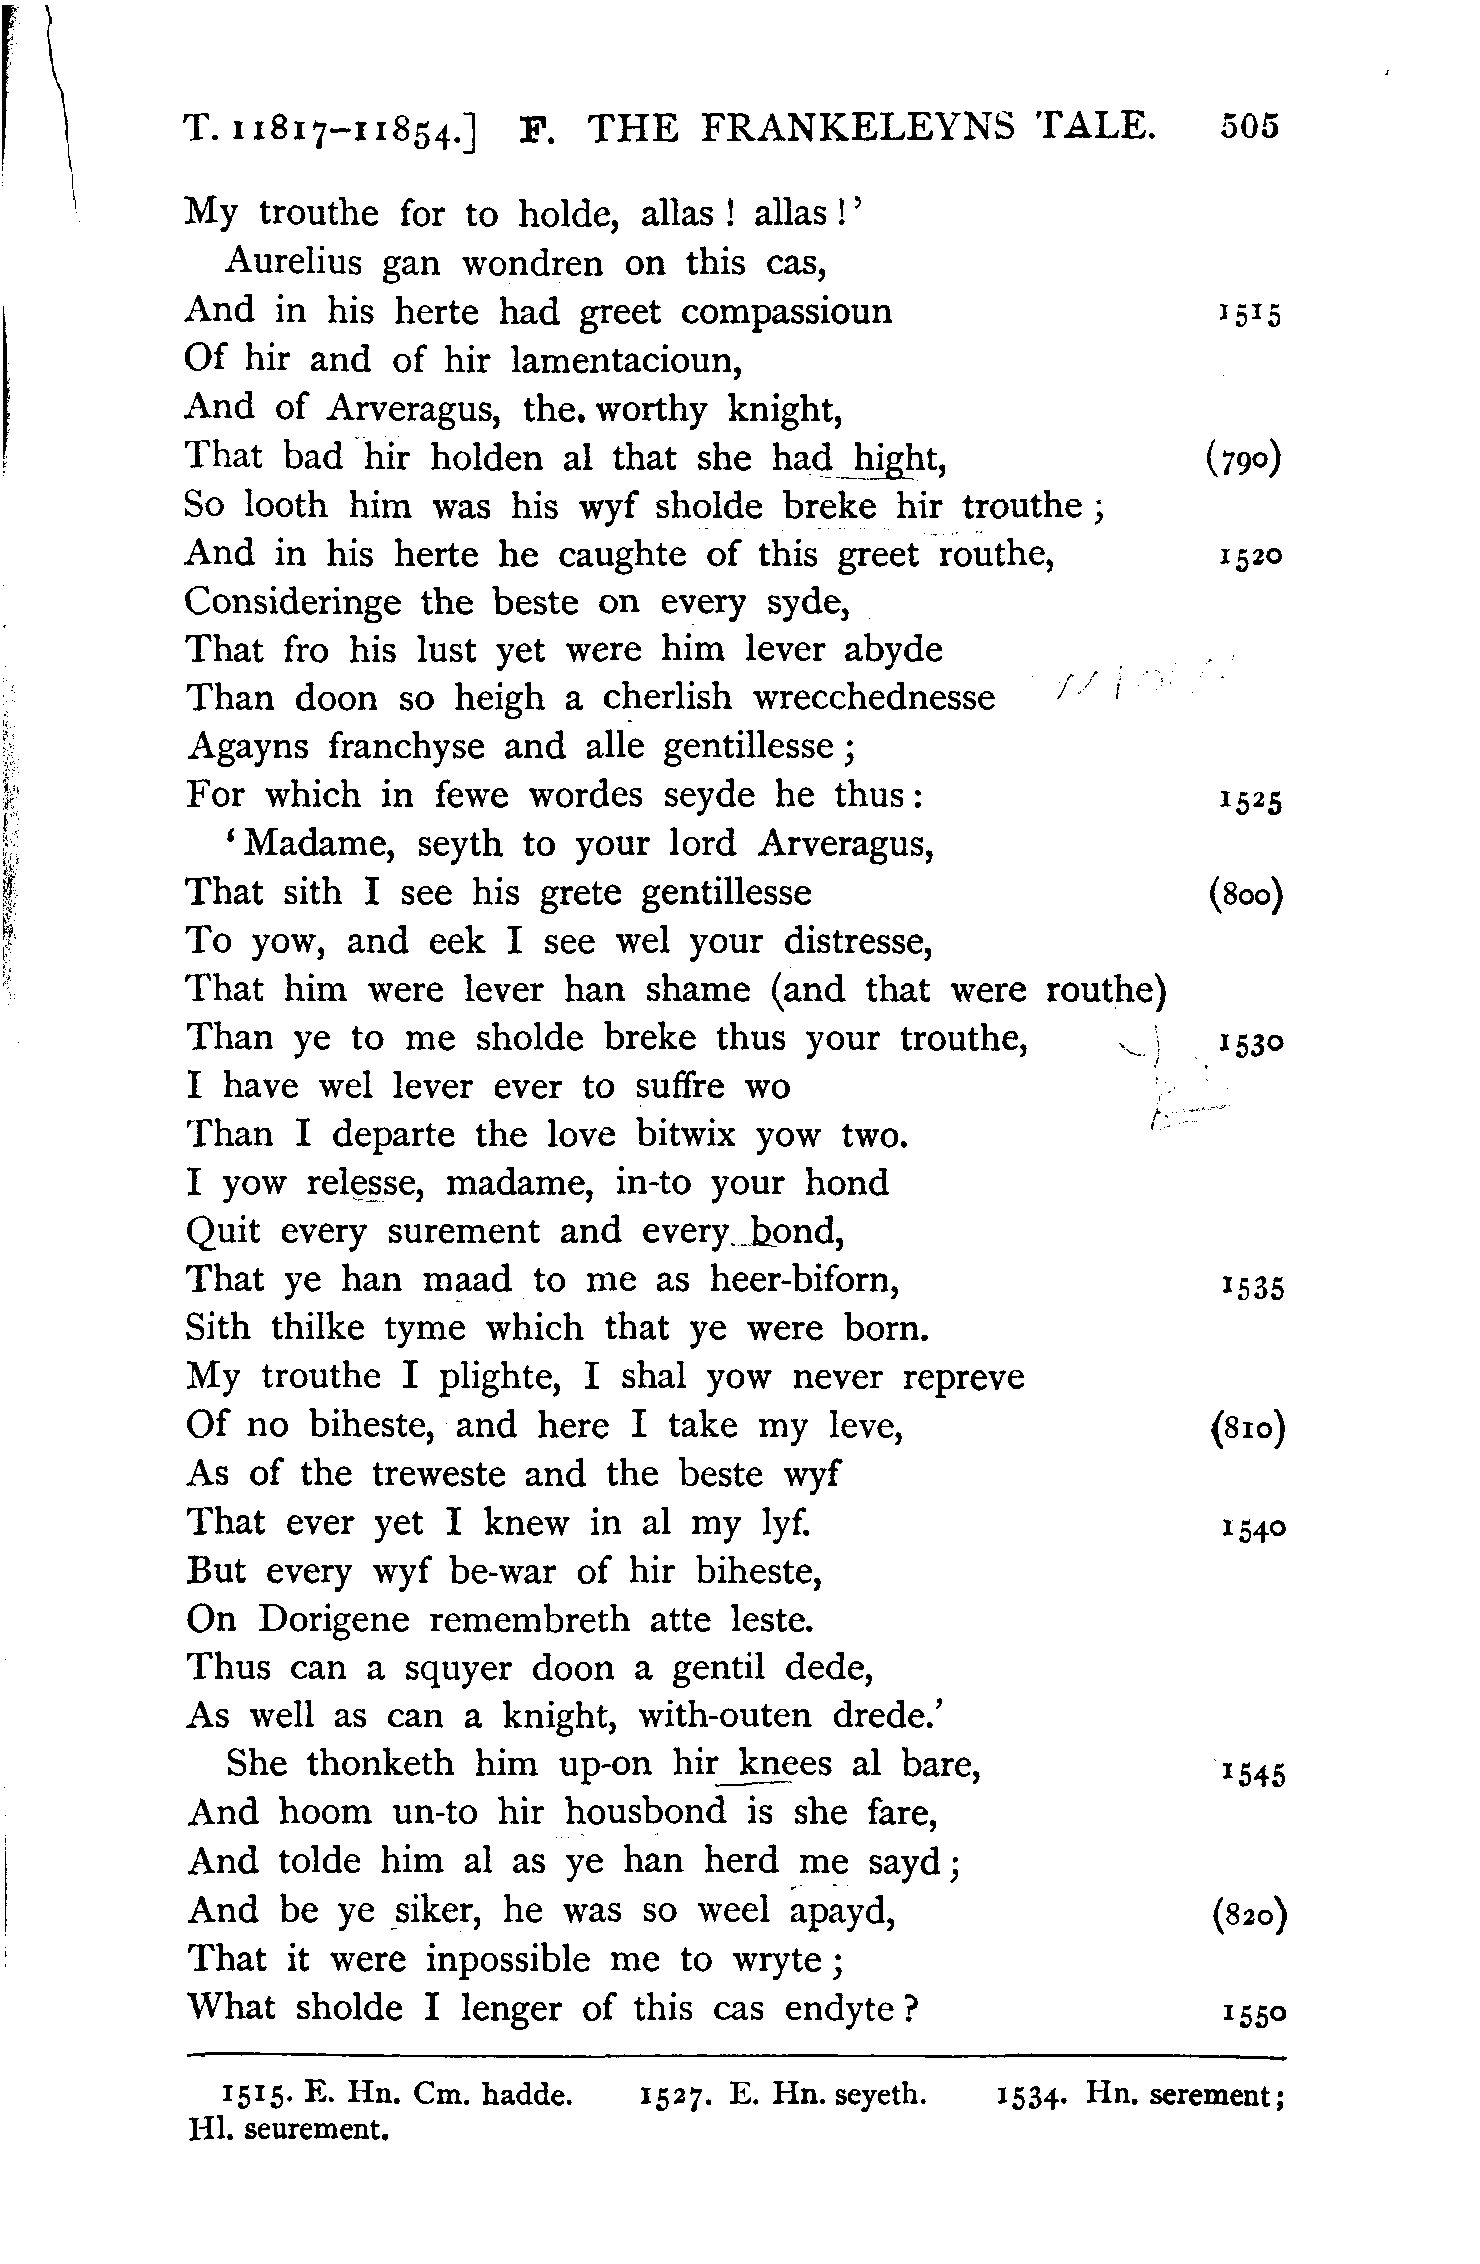 T. 11817-11854.] F. THE FRANKELEYNS TALE. 505
My trouthe for to holde, allas! allas!’
Aurelius gan wondren on this cas,
And in his herte had greet compassioun 1515
Of hir and of hir lamentacioun,
And of Arveragus, the worthy knight,
That bad hir holden al that she had hight, (790)
So looth him was his wyf sholde breke hir trouthe;
And in his herte he caughte of this greet routhe, 1520
Consideringe the beste on every syde,
That fro his lust yet were him lever abyde
Than doon so heigh a cherlish wrecchednesse
Agayns franchyse and alle gentillesse;
For which in fewe wordes seyde he thus: 1525
‘Madame, seyth to your lord Arveragus,
That sith I see his grete gentillesse (800)
To yow, and eek I see wel your distresse,
That him were lever han shame (and that were routhe)
Than ye to me sholde breke thus your trouthe, 1530
I have wel lever ever to suffre wo
Than I departe the love bitwix yow two.
I yow relesse, madame, in-to your hond
Quit every surement and every bond,
That ye han maad to me as heer-biforn, 1535
Sith thilke tyme which that ye were born.
My trouthe I plighte, I shal yow never repreve
Of no biheste, and here I take my leve, (810)
As of the treweste and the beste wyf
That ever yet I knew in al my lyf. 1540
But every wyf be-war of hir biheste,
On Dorigene remembreth atte leste.
Thus can a squyer doon a gentil dede,
As well as can a knight, with-outen drede.’
She thonketh him up-on hir knees al bare, 1545
And hoom un-to hir housbond is she fare,
And tolde him al as ye han herd me sayd;
And be ye siker, he was so weel apayd, (820)
That it were inpossible me to wryte;
What sholde I lenger of this cas endyte? 1550
1515. E. Hn. Cm. hadde. 1527. E. Hn. seyeth. 1534. Hn. serement;
Hl. seurement.